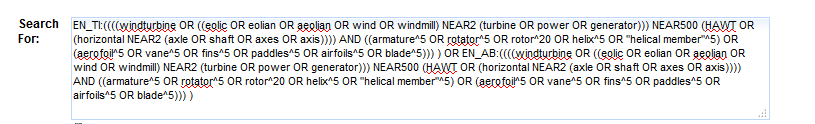 Search
For:
EN_TI:((((windturbine OR ((eolic OR eolian OR aeolian OR wind OR windmill) NEAR2 (turbine OR power OR generator))) NEAR500 (HAWT OR
(horizontal NEAR2 (axle OR shaft OR axes OR axis)))) AND ((armature^5 OR rotator^5 OR rotor^20 OR helix^5 OR "helical member"^5) OR
(aerofoil^5 OR vane^5 OR fins^5 OR paddles^5 OR airfoils^5 OR blade^5))) ) OR EN_AB:((((windturbine OR ((eolic OR eolian OR aeolian OR
wind OR windmill) NEAR2 (turbine OR power OR generator))) NEAR500 (HAWT OR (horizontal NEAR2 (axle OR shaft OR axes OR axis))))
AND ((armature^5 OR rotator^5 OR rotor^20 OR helix^5 OR "helical member"^5) OR (aerofoil^5 OR vane^5 OR fins^5 OR paddles^5 OR
airfoils^5 OR blade^5))) )